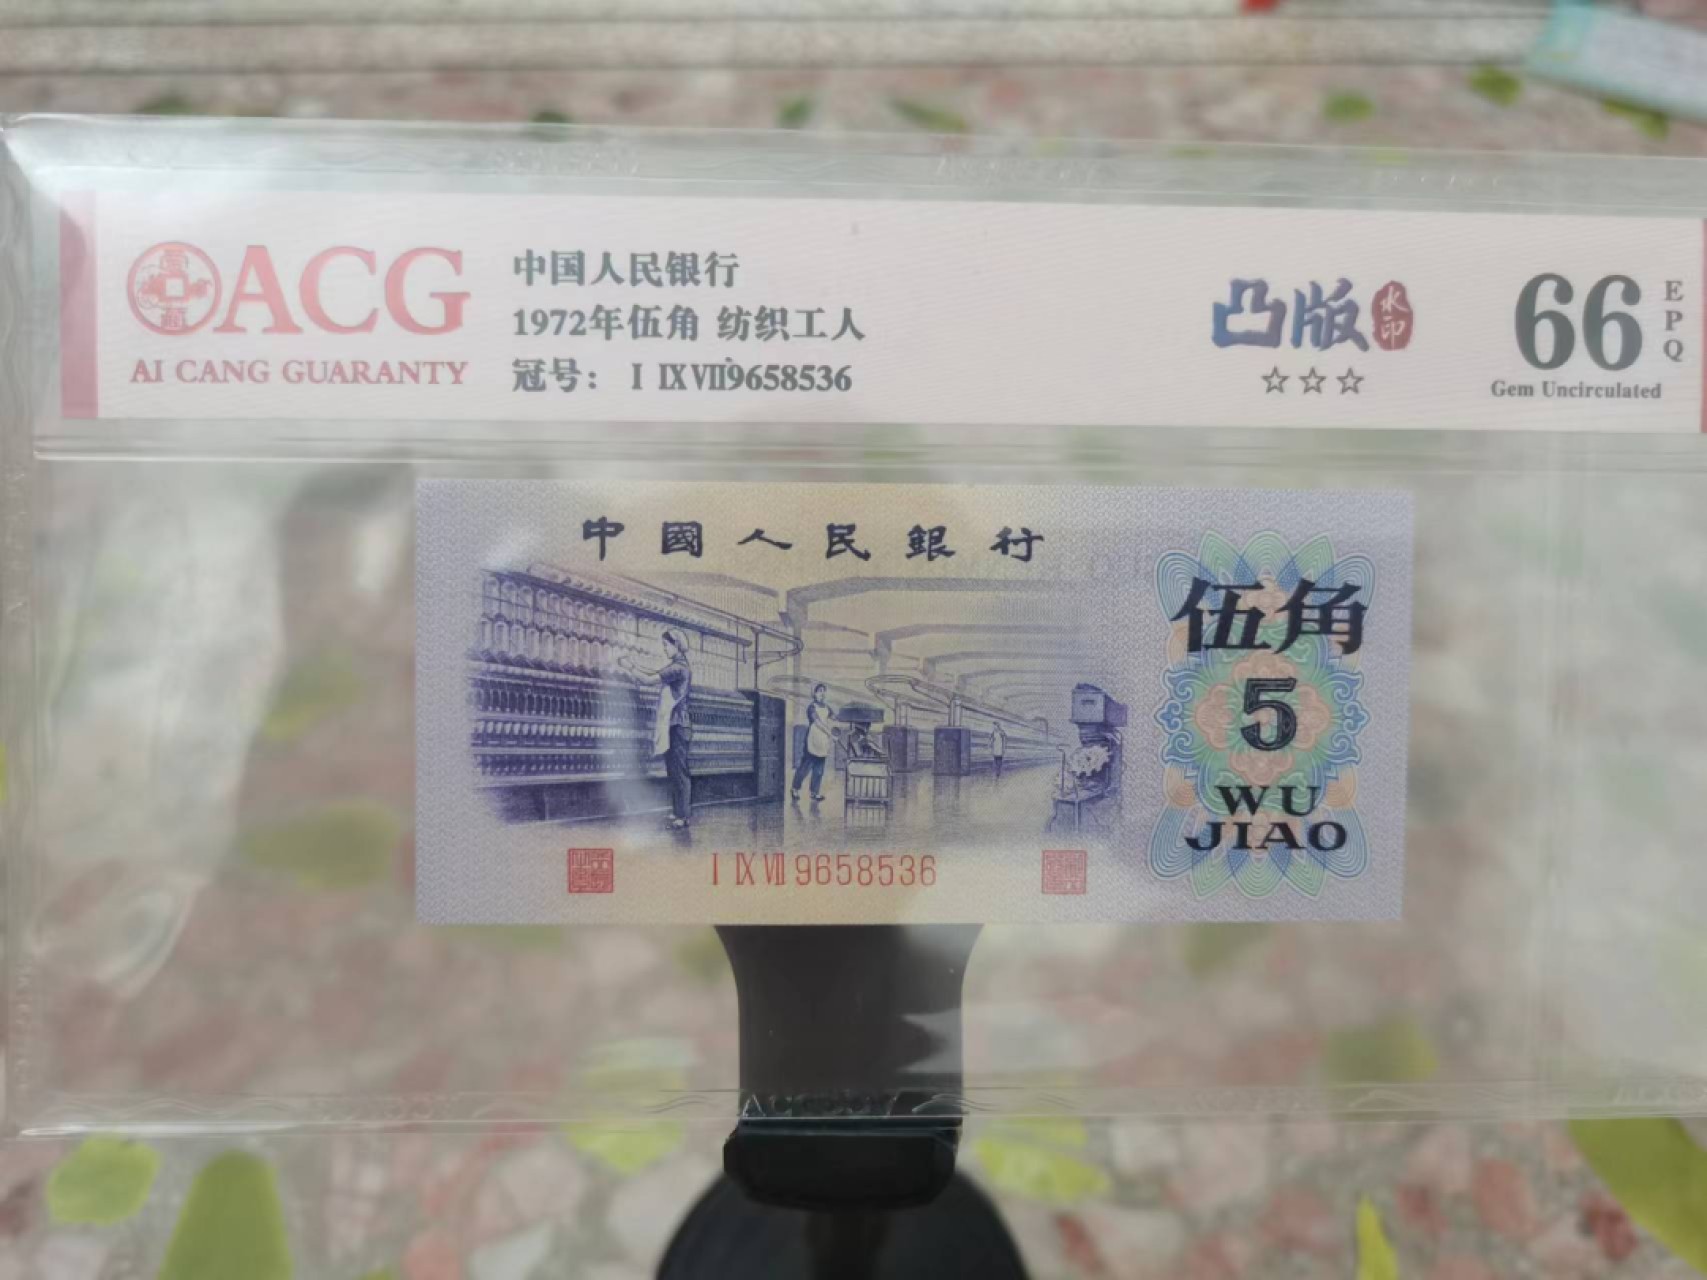 ACG
AI CANG GUARANTY
中国人民银行
1972年伍角 纺织工人
冠号： I IX VII9658536
凸版
水印
☆☆☆
66
EPQ
Gem Uncirculated
中國人民銀行
伍角
5
WU
JIAO
I IX VII 9658536